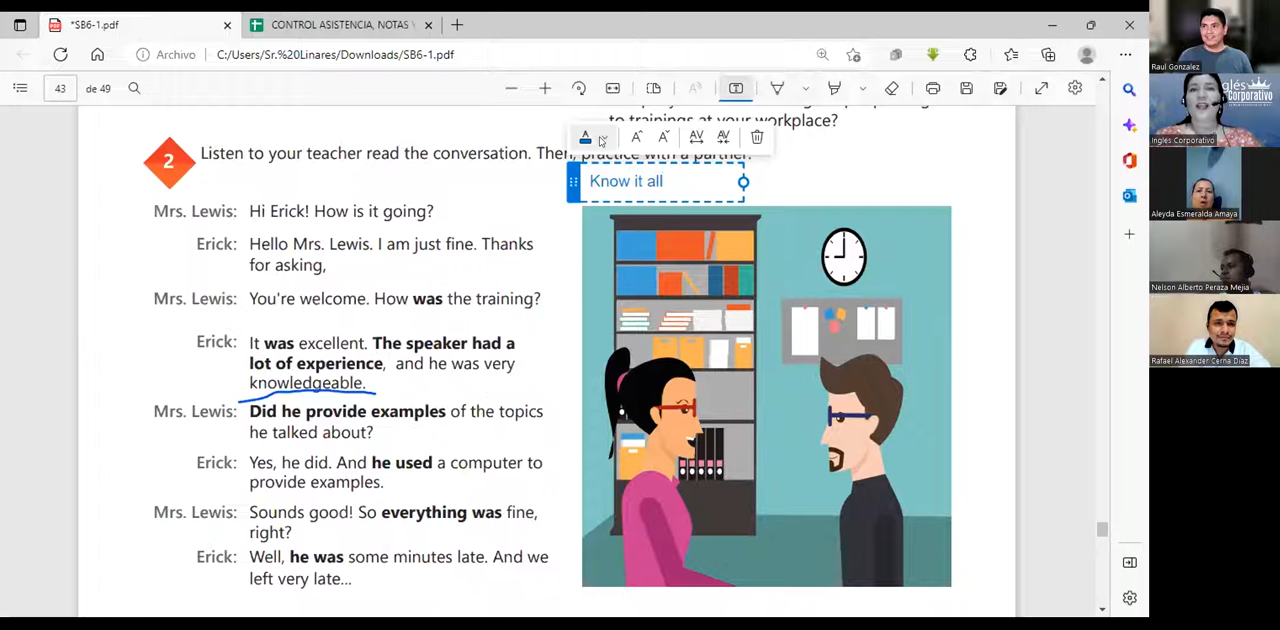 *SB6-1.pdf
CONTROL ASISTENCIA, NOTAS
Archivo
C:/Users/Sr.%20Linares/Downloads/SB6-1.pdf
43
de 49
to trainings at your workplace?
2
Listen to your teacher read the conversation. Then, practice with a partner.
Know it all
Mrs. Lewis: Hi Erick! How is it going?
Erick: Hello Mrs. Lewis. I am just fine. Thanks
for asking,
Mrs. Lewis: You're welcome. How was the training?
Erick: It was excellent. The speaker had a
lot of experience, and he was very
knowledgeable.
Mrs. Lewis: Did he provide examples of the topics
he talked about?
Erick: Yes, he did. And he used a computer to
provide examples.
Mrs. Lewis: Sounds good! So everything was fine,
right?
Erick: Well, he was some minutes late. And we
left very late...
Raul Gonzalez
Inglés Corporativo
Aleyda Esmeralda Amaya
Nelson Alberto Peraza Mejia
Rafael Alexander Cerna Díaz